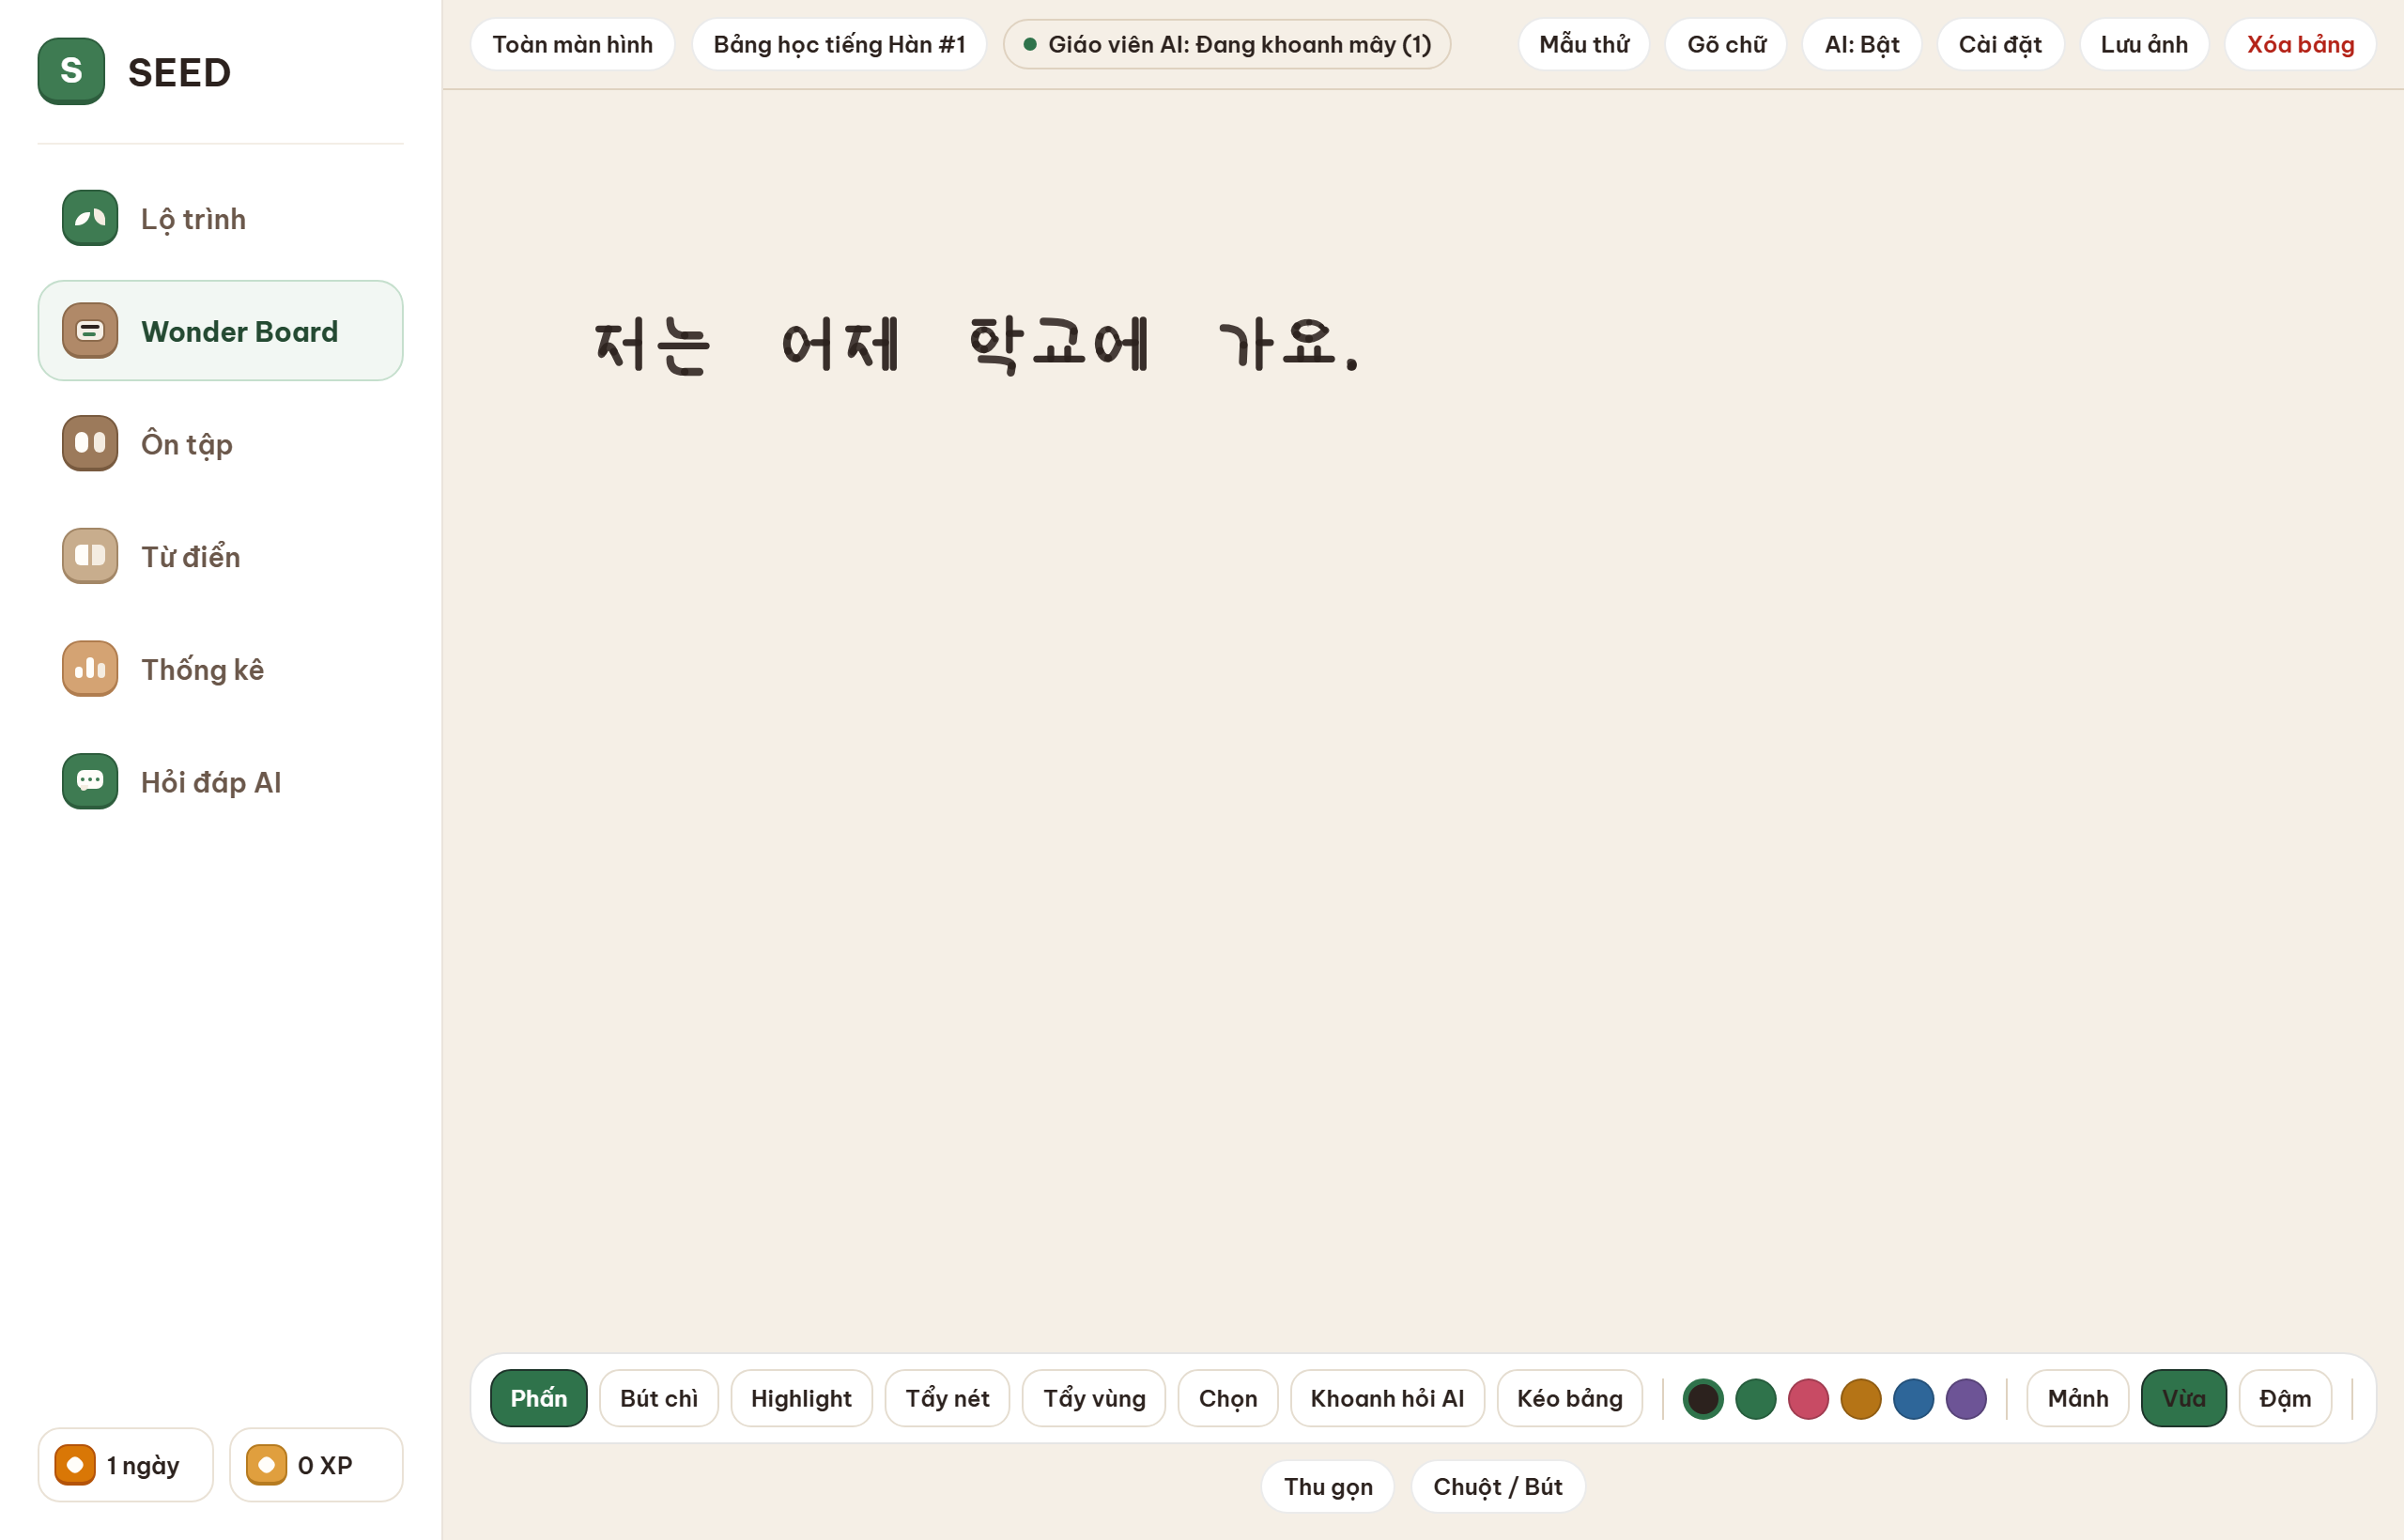 S SEED
Toàn màn hình
Bảng học tiếng Hàn #1
Giáo viên AI: Đang khoanh mây (1)
Mẫu thử
Gõ chữ
AI: Bật
Cài đặt
Lưu ảnh
Xóa bảng
Lộ trình
Wonder Board
Ôn tập
Từ điển
Thống kê
Hỏi đáp AI
1 ngày
0 XP
저는 어제 학교에 가요.
Phấn
Bút chì
Highlight
Tẩy nét
Tẩy vùng
Chọn
Khoanh hỏi AI
Kéo bảng
Mảnh
Vừa
Đậm
Thu gọn
Chuột / Bút